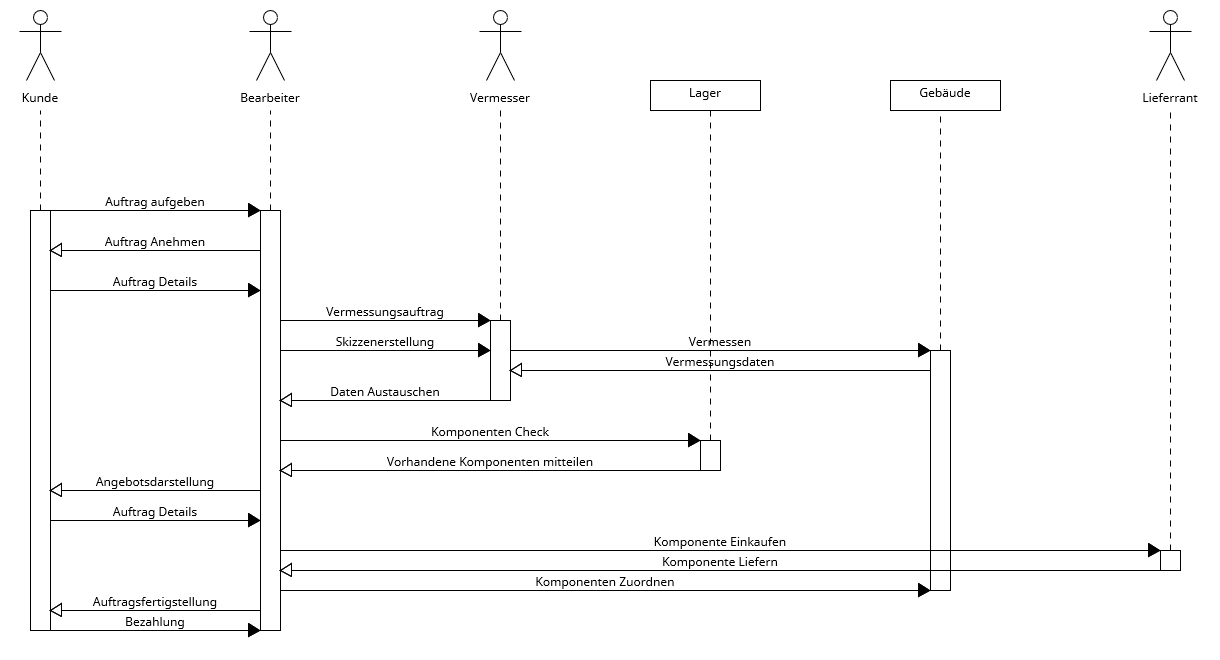 Kunde
Bearbeiter
Vermesser
Lager
Gebäude
Lieferrant
Auftrag aufgeben
Auftrag Anehmen
Auftrag Details
Vermessungsauftrag
Skizzenerstellung
Vermessen
Vermessungsdaten
Daten Austauschen
Komponenten Check
Vorhandene Komponenten mitteilen
Angebotsdarstellung
Auftrag Details
Komponente Einkaufen
Komponente Liefern
Komponenten Zuordnen
Auftragsfertigstellung
Bezahlung